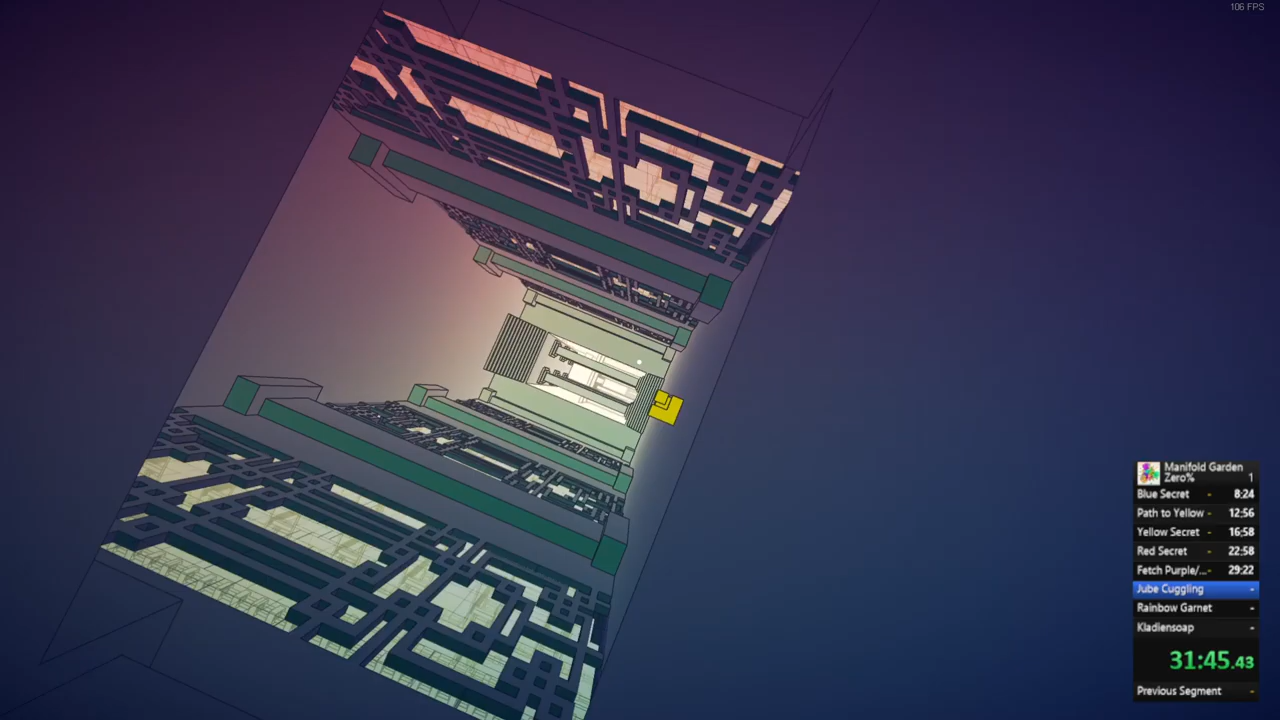 106 FPS
Manifold Garden
Zero% 1
Blue Secret - 8:24
Path to Yellow - 12:56
Yellow Secret - 16:58
Red Secret - 22:58
Fetch Purple/...- 29:22
Jube Cuggling -
Rainbow Garnet -
Kladiensoap -
31:45.43
Previous Segment -